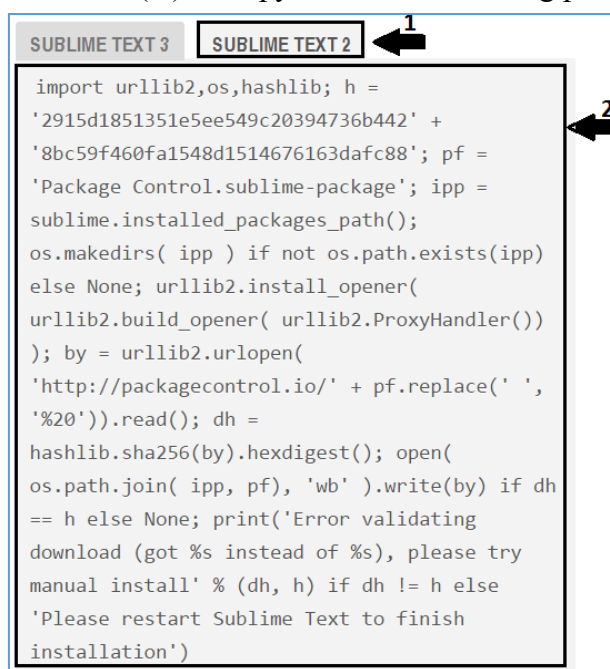 1
SUBLIME TEXT 3 SUBLIME TEXT 2
2
import urllib2,os,hashlib; h =
'2915d1851351e5ee549c20394736b442' +
'8bc59f460fa1548d1514676163dafc88'; pf =
'Package Control.sublime-package'; ipp =
sublime.installed_packages_path();
os.makedirs( ipp ) if not os.path.exists(ipp)
else None; urllib2.install_opener(
urllib2.build_opener( urllib2.ProxyHandler())
); by = urllib2.urlopen(
'http://packagecontrol.io/' + pf.replace(' ',
'%20')).read(); dh =
hashlib.sha256(by).hexdigest(); open(
os.path.join( ipp, pf), 'wb' ).write(by) if dh
== h else None; print('Error validating
download (got %s instead of %s), please try
manual install' % (dh, h) if dh != h else
'Please restart Sublime Text to finish
installation')